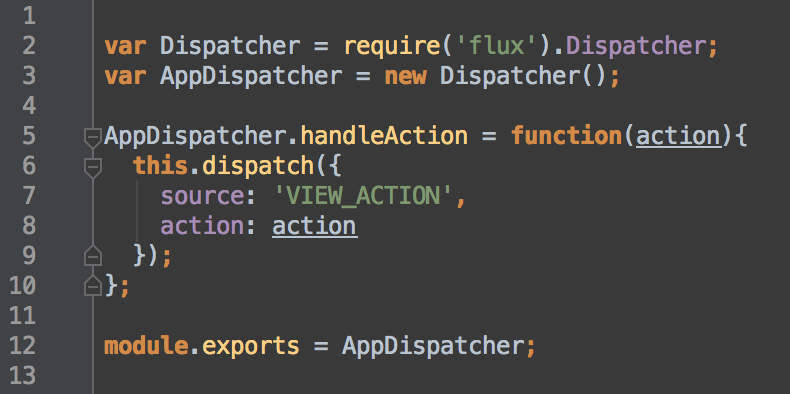 1
2 var Dispatcher = require('flux').Dispatcher;
3 var AppDispatcher = new Dispatcher();
4
5 AppDispatcher.handleAction = function(action){
6   this.dispatch({
7     source: 'VIEW_ACTION',
8     action: action
9   });
10 };
11
12 module.exports = AppDispatcher;
13